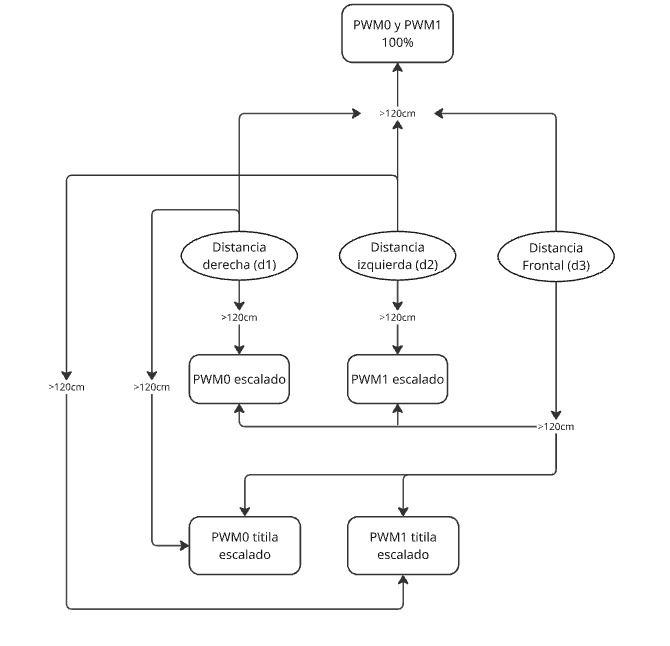 PWM0 y PWM1
100%
>120cm
Distancia
derecha (d1)
Distancia
izquierda (d2)
Distancia
Frontal (d3)
>120cm
>120cm
PWM0 escalado
PWM1 escalado
>120cm
>120cm
>120cm
PWM0 titila
escalado
PWM1 titila
escalado